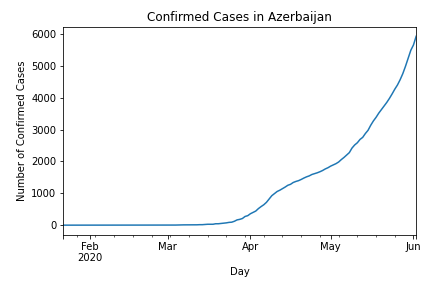 Confirmed Cases in Azerbaijan
Number of Confirmed Cases
6000
5000
4000
3000
2000
1000
0
Feb
2020
Mar
Apr
May
Jun
Day